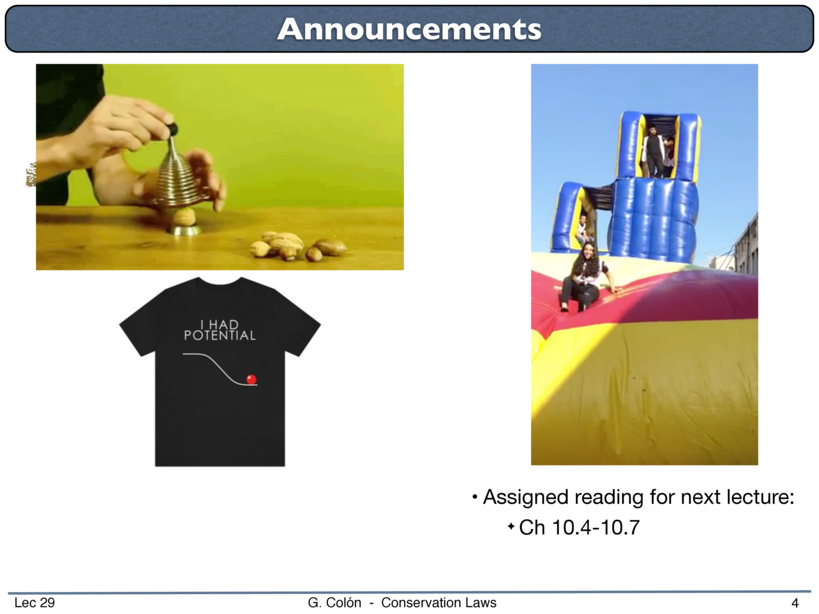 Announcements
I HAD
POTENTIAL
• Assigned reading for next lecture:
✦ Ch 10.4-10.7
Lec 29
G. Colón - Conservation Laws
4